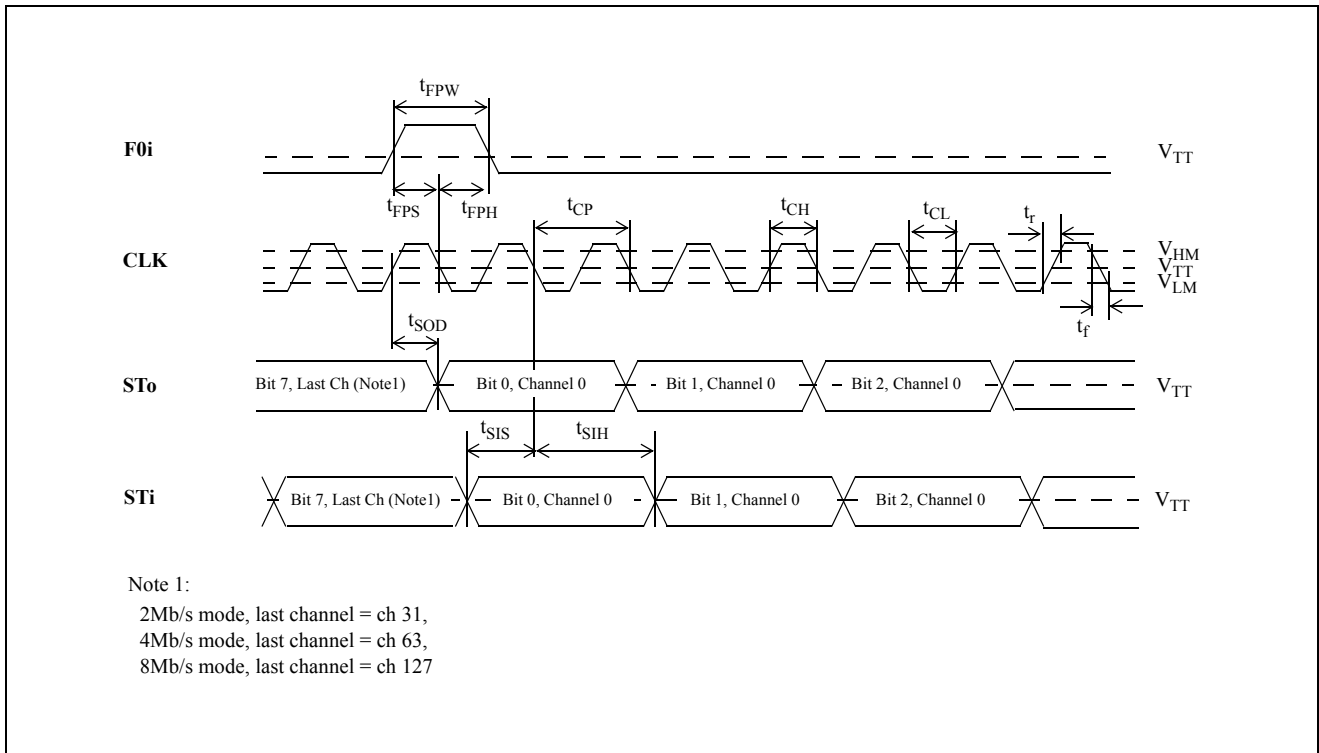 tFPW
F0i
VTT
tFPS
tFPH
tCP
tCH
tCL
tr
CLK
VHM
VTT
VLM
tSOD
tf
STo
Bit 7, Last Ch (Note1)
Bit 0, Channel 0
Bit 1, Channel 0
Bit 2, Channel 0
VTT
tSIS
tSIH
STi
Bit 7, Last Ch (Note1)
Bit 0, Channel 0
Bit 1, Channel 0
Bit 2, Channel 0
VTT
Note 1:
2Mb/s mode, last channel = ch 31,
4Mb/s mode, last channel = ch 63,
8Mb/s mode, last channel = ch 127